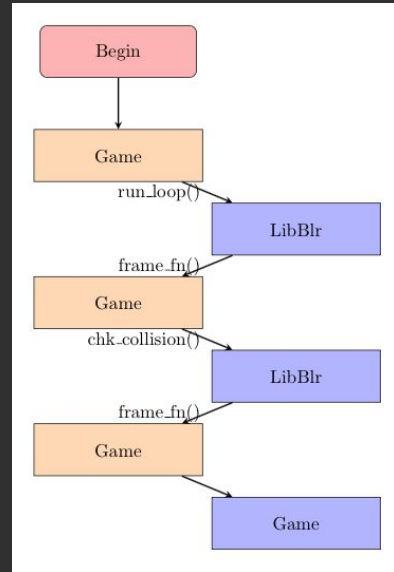 Begin
Game
run_loop()
LibBlr
frame_fn()
Game
chk_collision()
LibBlr
frame_fn()
Game
Game